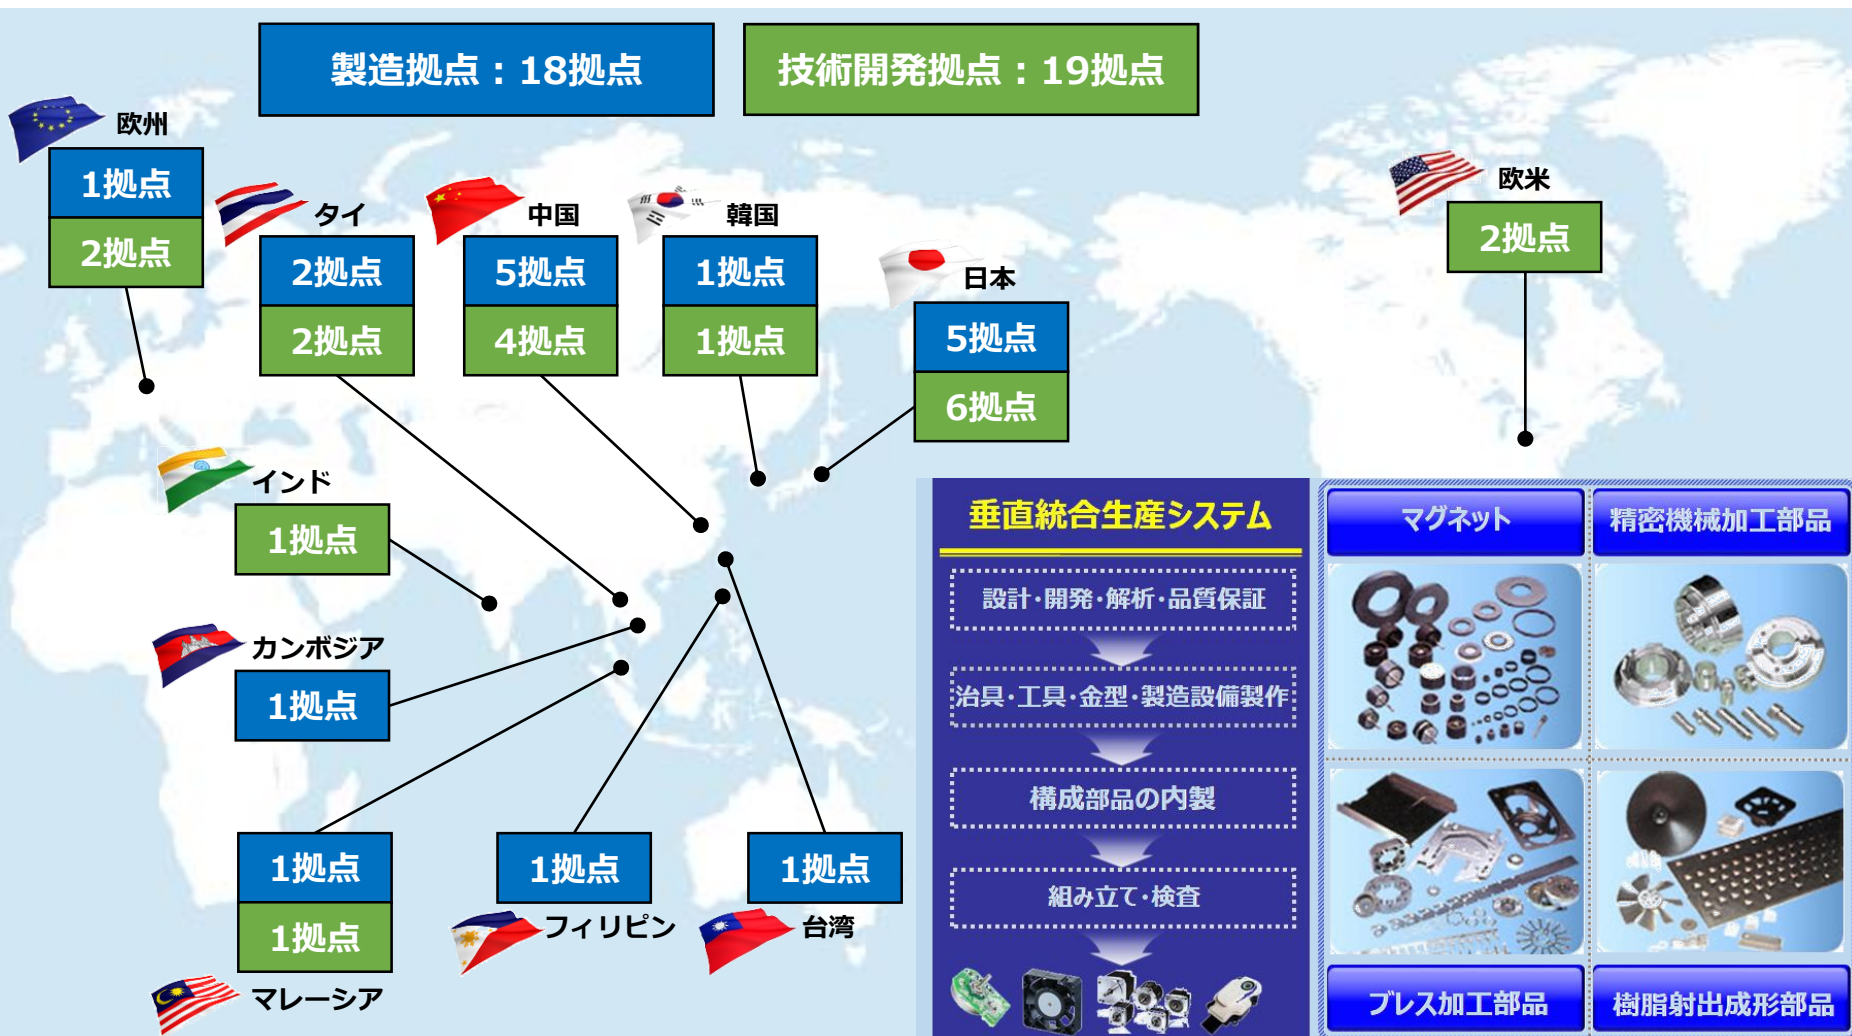 製造拠点：18拠点
技術開発拠点：19拠点
欧州
1拠点
2拠点
タイ
2拠点
2拠点
中国
5拠点
4拠点
韓国
1拠点
1拠点
日本
5拠点
6拠点
欧米
2拠点
インド
1拠点
カンボジア
1拠点
1拠点
1拠点
マレーシア
1拠点
フィリピン
1拠点
台湾
垂直統合生産システム
設計・開発・解析・品質保証
治具・工具・金型・製造設備製作
構成部品の内製
組み立て・検査
マグネット
精密機械加工部品
プレス加工部品
樹脂射出成形部品